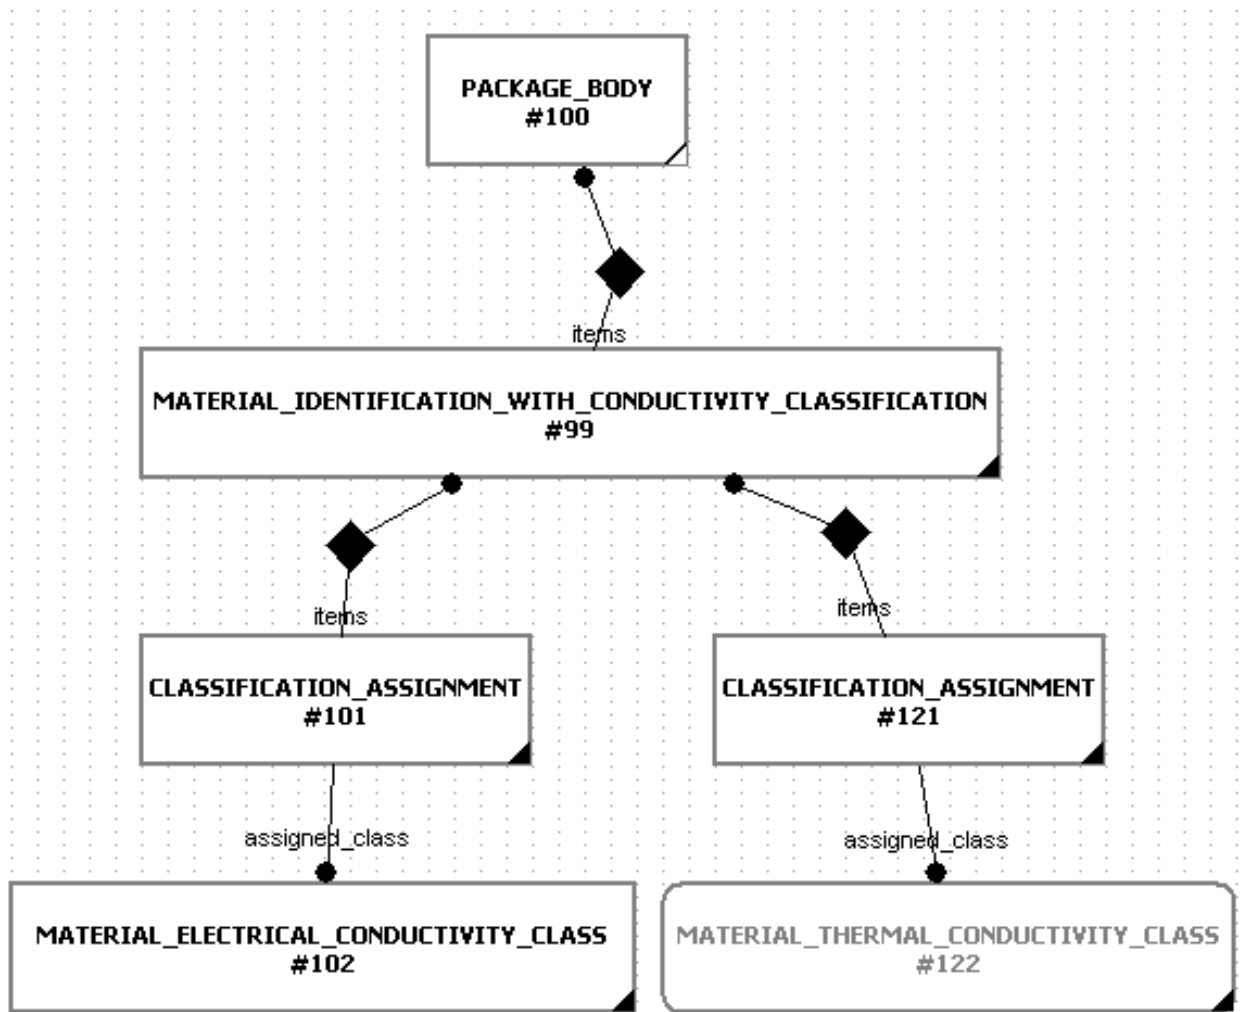 PACKAGE_BODY
#100
items
MATERIAL_IDENTIFICATION_WITH_CONDUCTIVITY_CLASSIFICATION
#99
items
items
CLASSIFICATION_ASSIGNMENT
#101
CLASSIFICATION_ASSIGNMENT
#121
assigned_class
assigned_class
MATERIAL_ELECTRICAL_CONDUCTIVITY_CLASS
#102
MATERIAL_THERMAL_CONDUCTIVITY_CLASS
#122